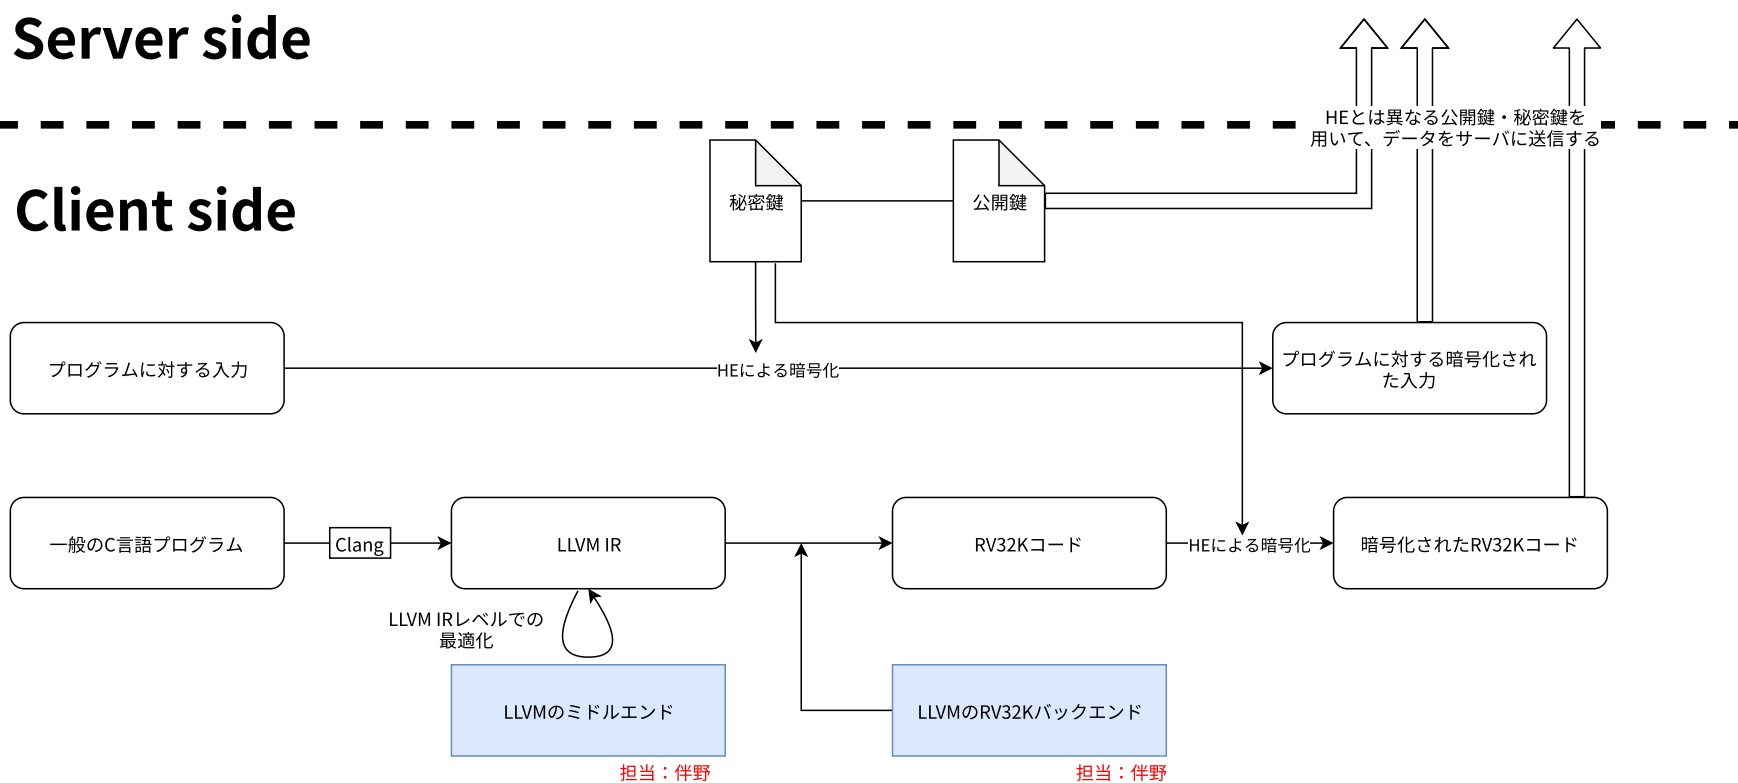 Server side
HEとは異なる公開鍵・秘密鍵を
用いて、データをサーバに送信する
Client side
秘密鍵
公開鍵
プログラムに対する入力
HEによる暗号化
プログラムに対する暗号化され
た入力
一般のC言語プログラム
Clang
LLVM IR
RV32Kコード
HEによる暗号化
暗号化されたRV32Kコード
LLVM IRレベルでの
最適化
LLVMのミドルエンド
LLVMのRV32Kバックエンド
担当：伴野
担当：伴野